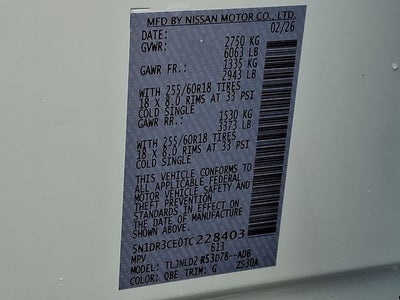 MFD BY NISSAN MOTOR CO., LTD.
DATE: 02/26
GVWR: 2750 KG
6063 LB
GAWR FR.: 1335 KG
2943 LB
WITH 255/60R18 TIRES
18 X 8.0 RIMS AT 33 PSI
COLD SINGLE
GAWR RR.: 1530 KG
3373 LB
WITH 255/60R18 TIRES
18 X 8.0 RIMS AT 33 PSI
COLD SINGLE
THIS VEHICLE CONFORMS TO
ALL APPLICABLE FEDERAL
MOTOR VEHICLE SAFETY AND
THEFT PREVENTION
STANDARDS IN EFFECT ON
THE DATE OF MANUFACTURE
SHOWN ABOVE.
5N1DR3CE0TC228403
MPV 613
MODEL: TLJNLD2 R53D78--ADB
COLOR: QBE TRIM: G ZS30A